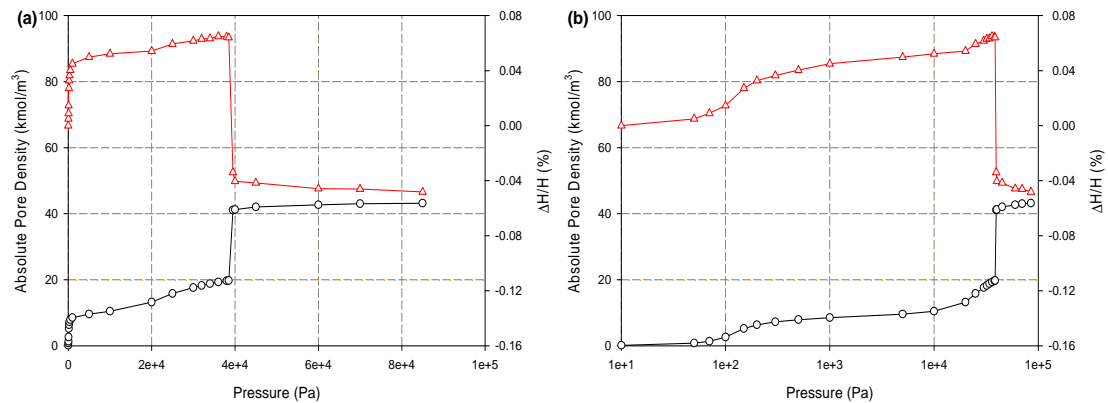 (a)
Absolute Pore Density (kmol/m³)
100
80
60
40
20
0
0
2e+4
4e+4
6e+4
8e+4
1e+5
Pressure (Pa)
0.08
0.04
0.00
-0.04
-0.08
-0.12
-0.16
ΔH/H (%)
(b)
Absolute Pore Density (kmol/m³)
100
80
60
40
20
0
1e+1
1e+2
1e+3
1e+4
1e+5
Pressure (Pa)
0.08
0.04
0.00
-0.04
-0.08
-0.12
-0.16
ΔH/H (%)